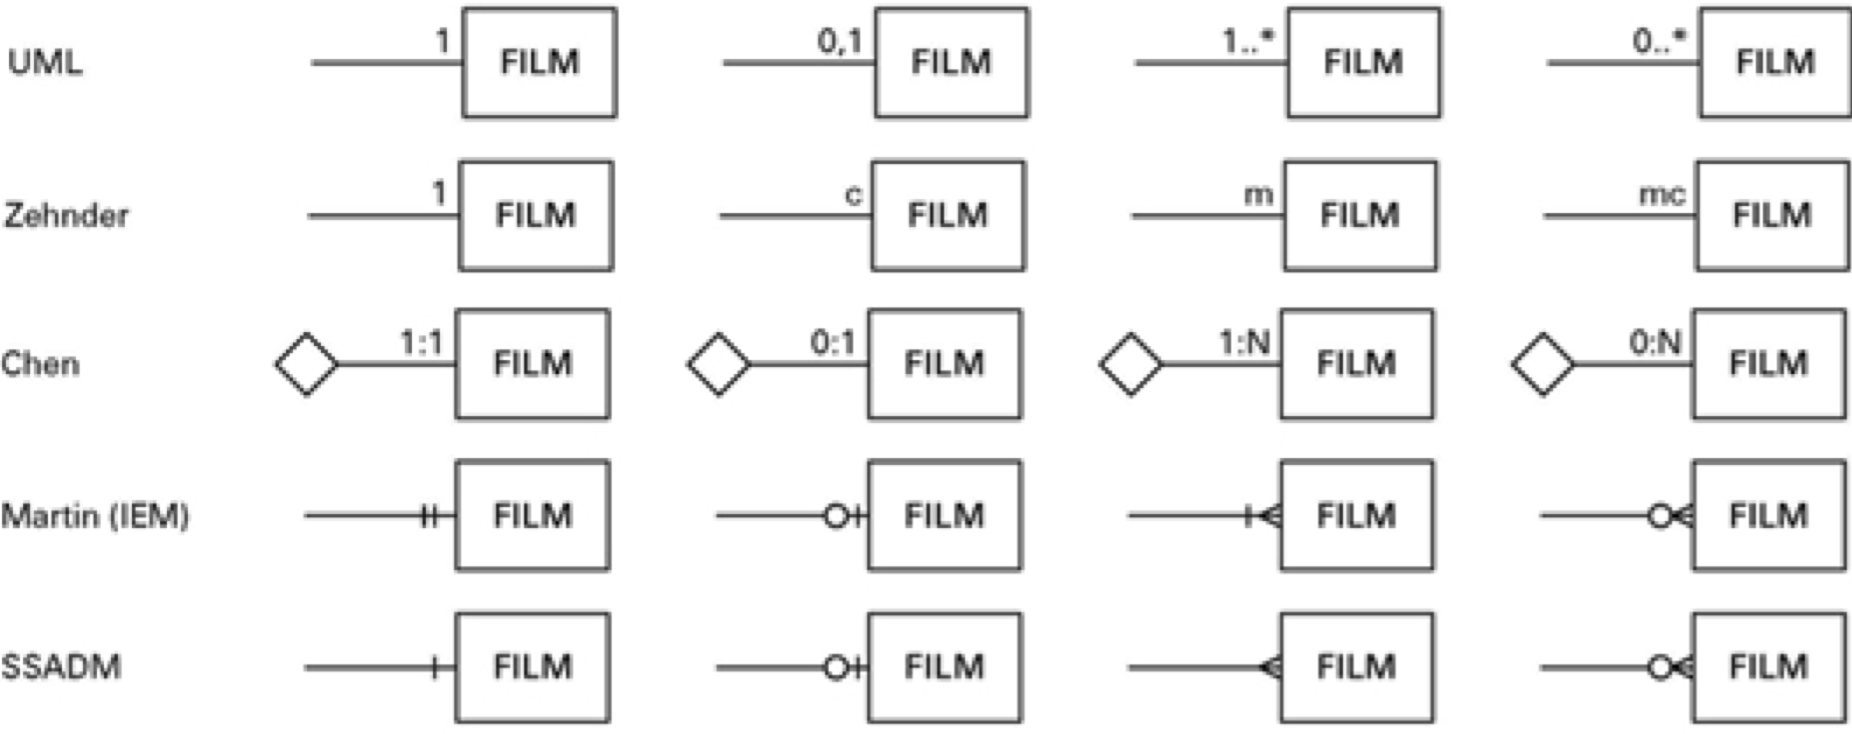 UML 1 FILM 0,1 FILM 1..* FILM 0..* FILM
Zehnder 1 FILM c FILM m FILM mc FILM
Chen 1:1 FILM 0:1 FILM 1:N FILM 0:N FILM
Martin (IEM) FILM FILM FILM FILM
SSADM FILM FILM FILM FILM